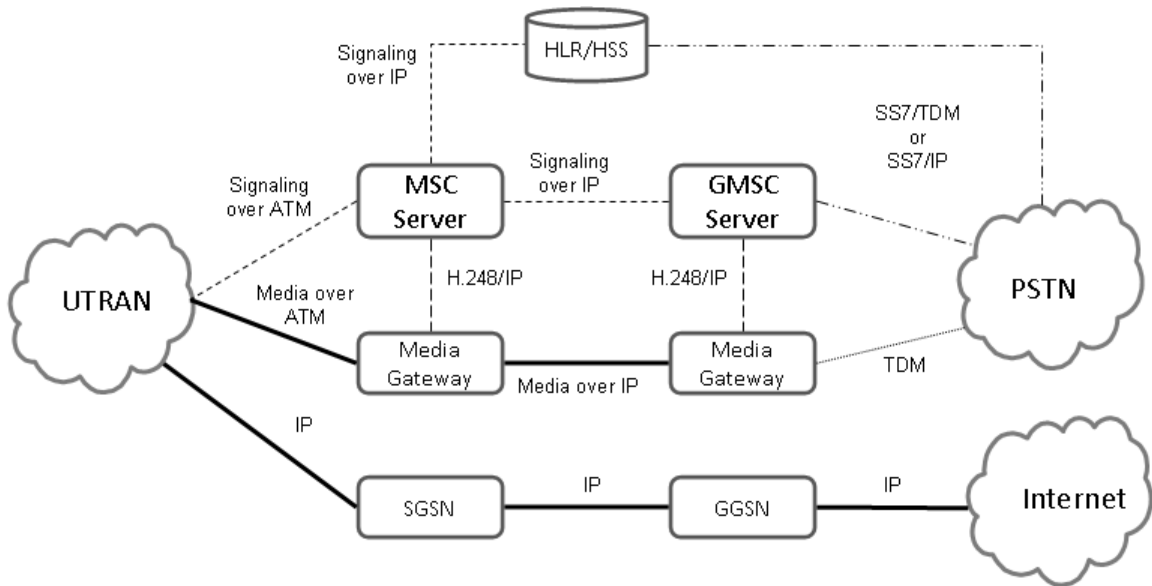 Signaling
over IP
HLR/HSS
SS7/TDM
or
SS7/IP
Signaling
over ATM
MSC
Server
Signaling
over IP
GMSC
Server
UTRAN
H.248/IP
H.248/IP
PSTN
Media over
ATM
Media
Gateway
Media over IP
Media
Gateway
TDM
IP
SGSN
IP
GGSN
IP
Internet